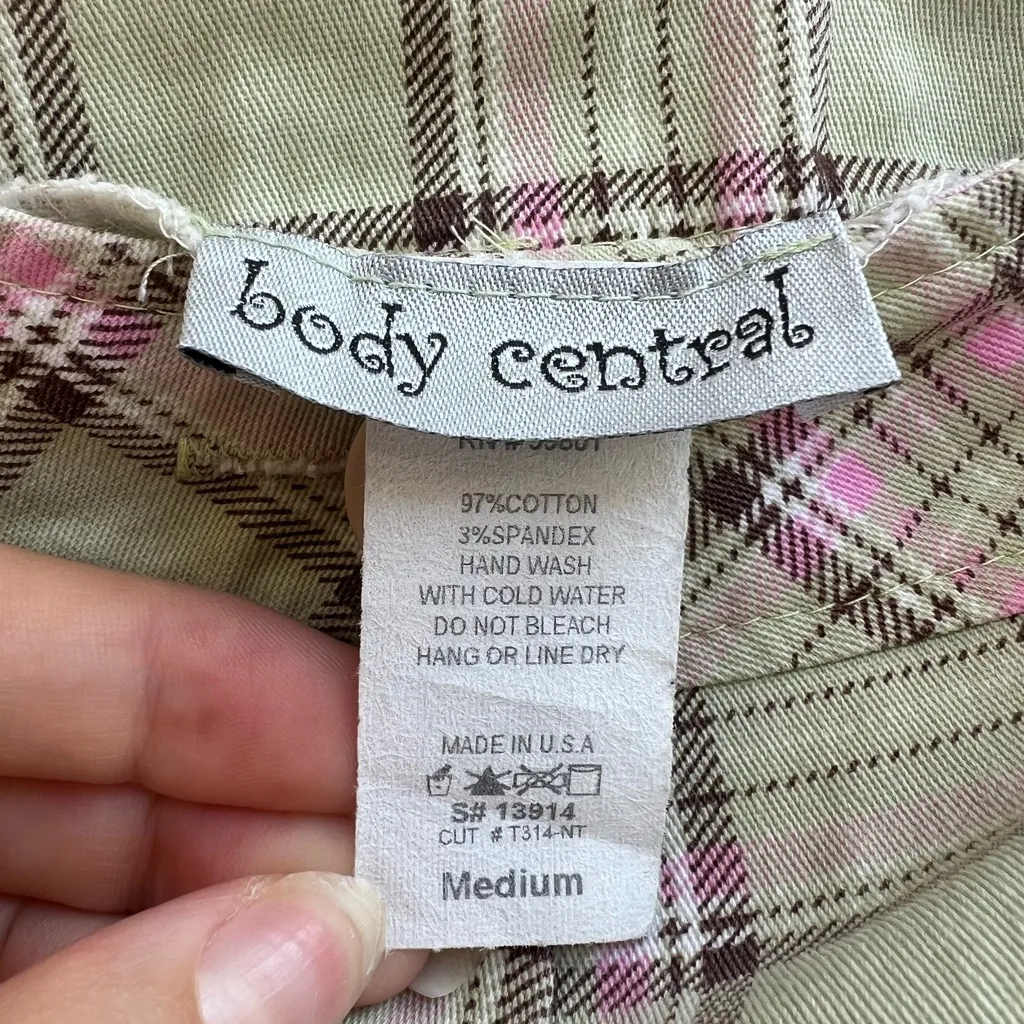 body central
RN #
97%COTTON
3%SPANDEX
HAND WASH
WITH COLD WATER
DO NOT BLEACH
HANG OR LINE DRY
MADE IN U.S.A
S# 13914
CUT # T314-NT
Medium